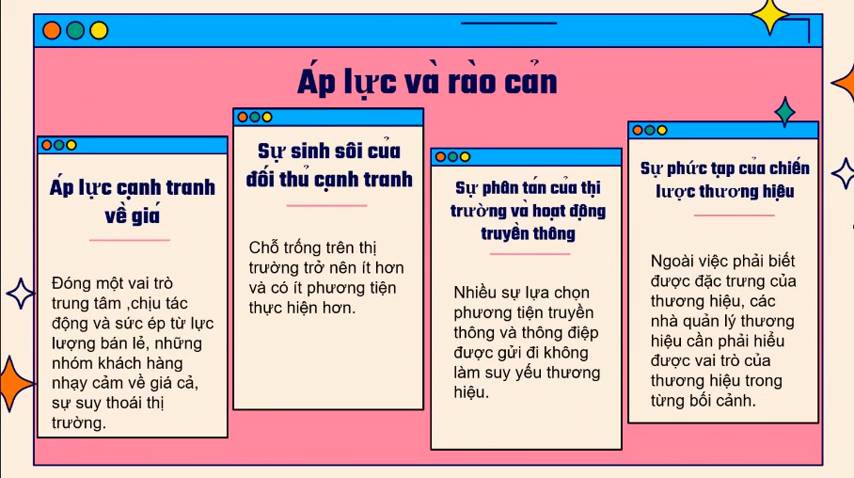 Áp lực và rào cản
Áp lực cạnh tranh
về giá
Đóng một vai trò
trung tâm ,chịu tác
động và sức ép từ lực
lượng bán lẻ, những
nhóm khách hàng
nhạy cảm về giá cả,
sự suy thoái thị
trường.
Sự sinh sôi của
đối thủ cạnh tranh
Chỗ trống trên thị
trường trở nên ít hơn
và có ít phương tiện
thực hiện hơn.
Sự phân tán của thị
trường và hoạt động
truyền thông
Nhiều sự lựa chọn
phương tiện truyền
thông và thông điệp
được gửi đi không
làm suy yếu thương
hiệu.
Sự phức tạp của chiến
lược thương hiệu
Ngoài việc phải biết
được đặc trưng của
thương hiệu, các
nhà quản lý thương
hiệu cần phải hiểu
được vai trò của
thương hiệu trong
từng bối cảnh.